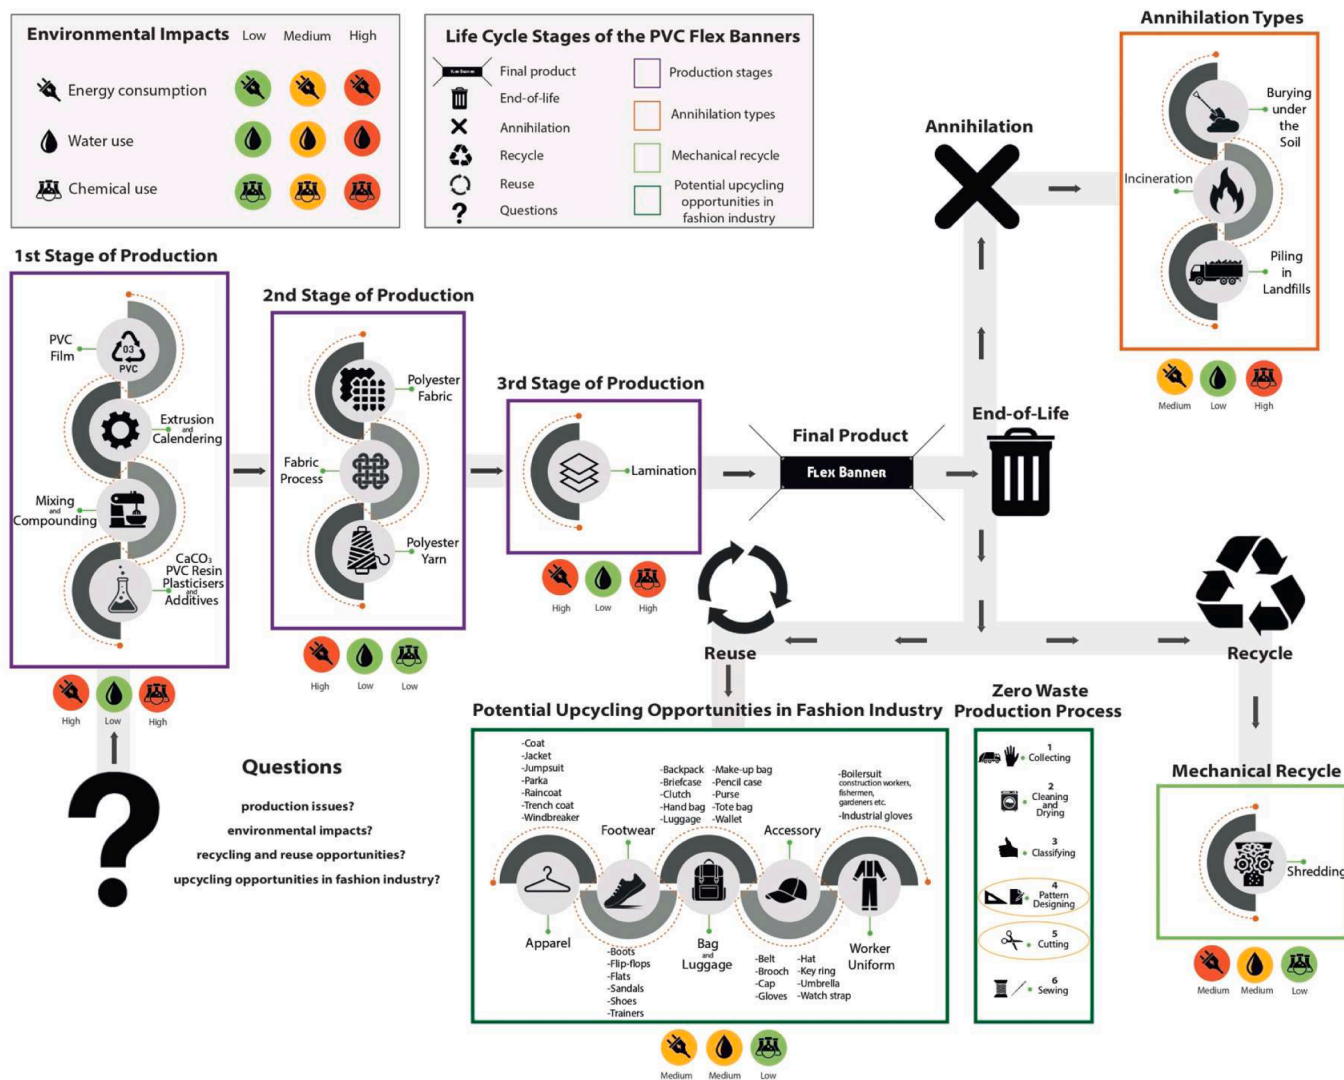 Environmental Impacts Low Medium High
Energy consumption
Water use
Chemical use
Life Cycle Stages of the PVC Flex Banners
Flex Banner
Final product
End-of-life
Annihilation
Recycle
Reuse
Questions
Production stages
Annihilation types
Mechanical recycle
Potential upcycling
opportunities in
fashion industry
Annihilation Types
Burying
under
the
Soil
Incineration
Piling
in
Landfills
Medium Low High
Annihilation
1st Stage of Production
PVC
Film
03
PVC
Extrusion
and
Calendering
Mixing
and
Compounding
CaCO₃
PVC Resin
Plasticisers
and
Additives
High Low High
2nd Stage of Production
Polyester
Fabric
Fabric
Process
Polyester
Yarn
High Low Low
3rd Stage of Production
Lamination
High Low High
Final Product
Flex Banner
End-of-Life
Reuse
Recycle
Questions
production issues?
environmental impacts?
recycling and reuse opportunities?
upcycling opportunities in fashion industry?
?
Potential Upcycling Opportunities in Fashion Industry
-Coat
-Jacket
-Jumpsuit
-Parka
-Raincoat
-Trench coat
-Windbreaker
Apparel
Footwear
-Boots
-Flip-flops
-Flats
-Sandals
-Shoes
-Trainers
-Backpack
-Briefcase
-Clutch
-Hand bag
-Luggage
-Make-up bag
-Pencil case
-Purse
-Tote bag
-Wallet
Bag
and
Luggage
Accessory
-Belt
-Brooch
-Cap
-Gloves
-Hat
-Key ring
-Umbrella
-Watch strap
-Boilersuit
construction workers,
fishermen,
gardeners etc.
-Industrial gloves
Worker
Uniform
Medium Medium Low
Zero Waste
Production Process
1
Collecting
2
Cleaning
and
Drying
3
Classifying
4
Pattern
Designing
5
Cutting
6
Sewing
Mechanical Recycle
Shredding
Medium Medium Low